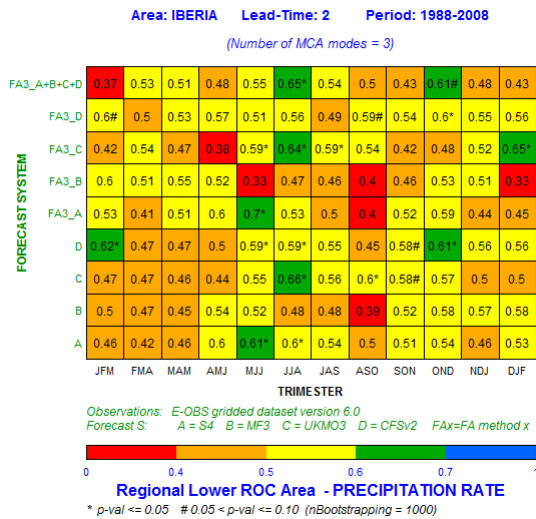 Area: IBERIA Lead-Time: 2 Period: 1988-2008
(Number of MCA modes = 3)
FORECAST SYSTEM
FA3_A+B+C+D 0.37 0.53 0.51 0.48 0.55 0.65* 0.54 0.5 0.43 0.61# 0.48 0.43
FA3_D 0.6# 0.5 0.53 0.57 0.51 0.56 0.49 0.59# 0.54 0.6* 0.55 0.56
FA3_C 0.42 0.54 0.47 0.38 0.59* 0.64* 0.59* 0.54 0.42 0.48 0.52 0.65*
FA3_B 0.6 0.51 0.55 0.52 0.33 0.47 0.46 0.4 0.46 0.53 0.51 0.33
FA3_A 0.53 0.41 0.51 0.6 0.7* 0.53 0.5 0.4 0.52 0.59 0.44 0.45
D 0.62* 0.47 0.47 0.5 0.59* 0.59* 0.55 0.45 0.58# 0.61* 0.56 0.56
C 0.47 0.47 0.46 0.44 0.55 0.66* 0.56 0.6* 0.58# 0.57 0.5 0.5
B 0.5 0.47 0.45 0.54 0.52 0.48 0.48 0.39 0.52 0.58 0.57 0.58
A 0.46 0.42 0.46 0.6 0.61* 0.6* 0.54 0.5 0.51 0.54 0.46 0.53
JFM FMA MAM AMJ MJJ JJA JAS ASO SON OND NDJ DJF
TRIMESTER
Observations: E-OBS gridded dataset version 6.0
Forecast S: A = S4 B = MF3 C = UKMO3 D = CFSv2 FAx=FA method x
0 0.4 0.5 0.6 0.7 1
Regional Lower ROC Area - PRECIPITATION RATE
* p-val <= 0.05 # 0.05 < p-val <= 0.10 (nBootstrapping = 1000)